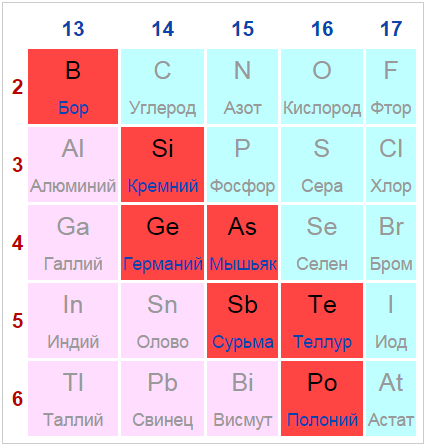 13 14 15 16 17
2 B C N O F
Бор Углерод Азот Кислород Фтор
3 Al Si P S Cl
Алюминий Кремний Фосфор Сера Хлор
4 Ga Ge As Se Br
Галлий Германий Мышьяк Селен Бром
5 In Sn Sb Te I
Индий Олово Сурьма Теллур Иод
6 Tl Pb Bi Po At
Таллий Свинец Висмут Полоний Астат